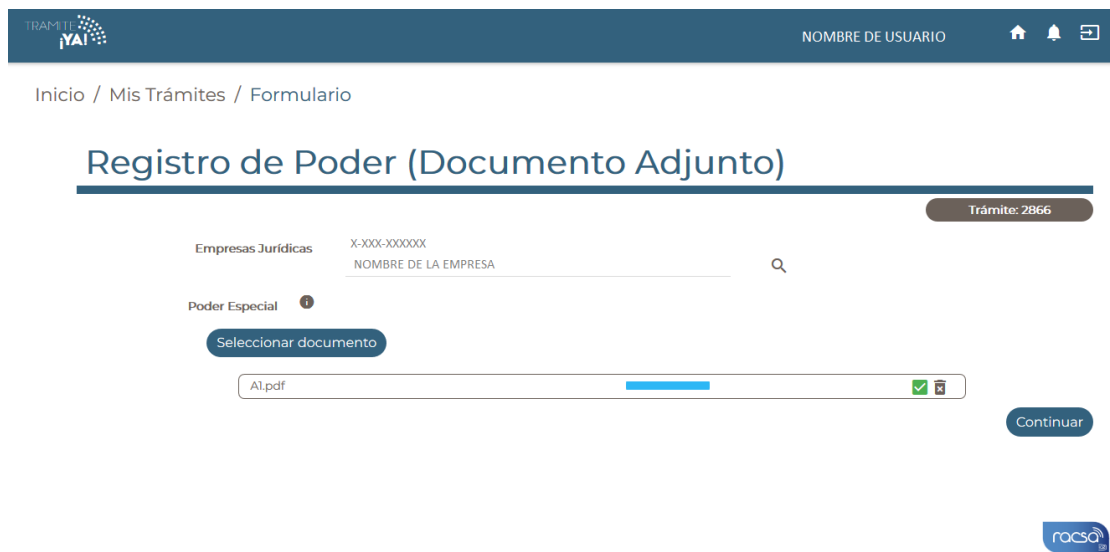 TRAMITE
¡YA!
NOMBRE DE USUARIO
Inicio / Mis Trámites / Formulario
Registro de Poder (Documento Adjunto)
Trámite: 2866
Empresas Jurídicas
X-XXX-XXXXXX
NOMBRE DE LA EMPRESA
Poder Especial
Seleccionar documento
A1.pdf
Continuar
racsa